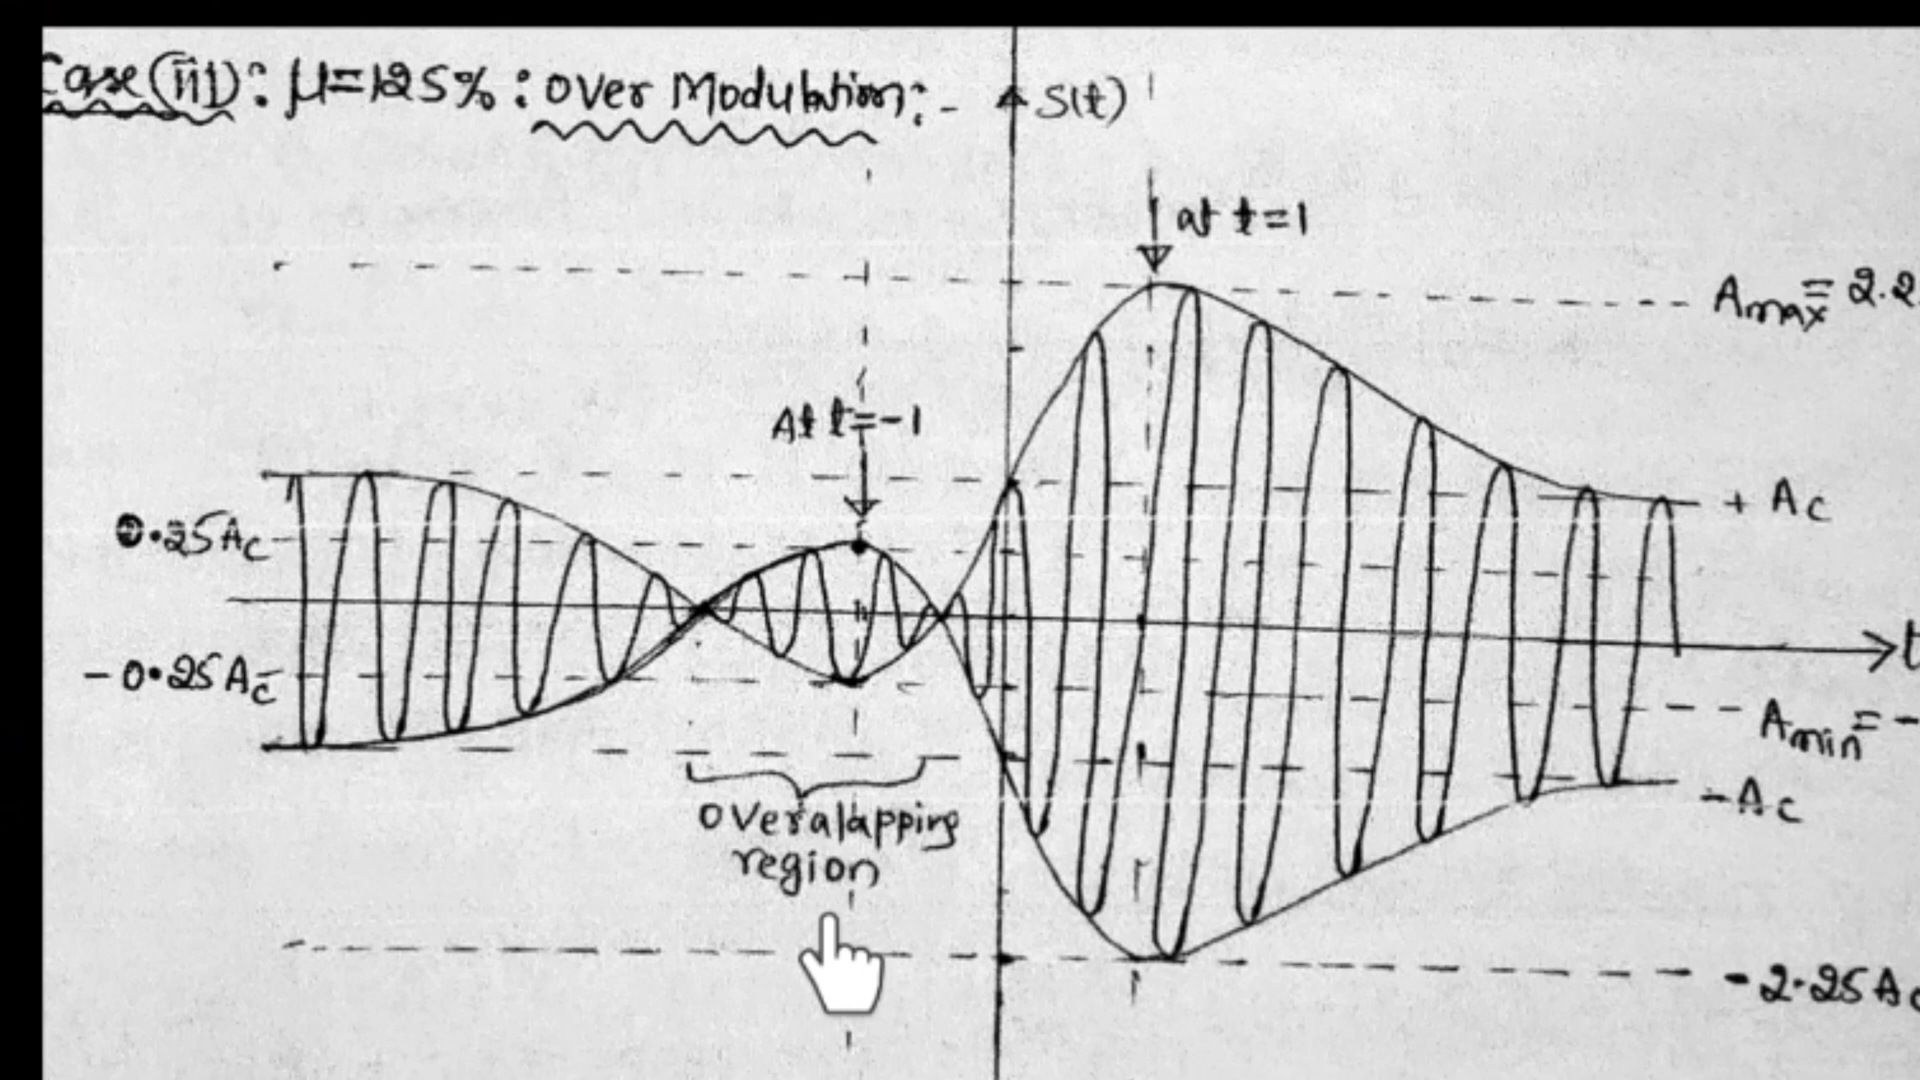 Case (iii): μ=125% : over Modulation:-
S(t)
at t=1
Amax = 2.2
At t=-1
+ Ac
0.25Ac
t
-0.25Ac
Amin = -
-Ac
overalapping
region
-2.25Ac